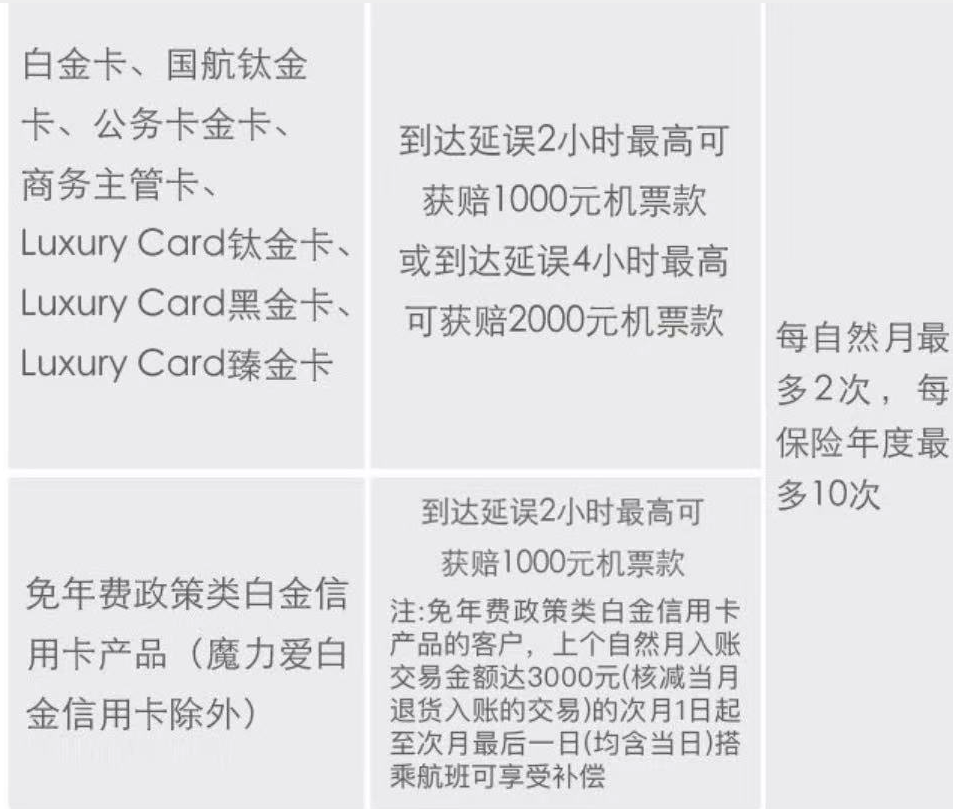 白金卡、国航钛金
卡、公务卡金卡、
商务主管卡、
Luxury Card钛金卡、
Luxury Card黑金卡、
Luxury Card臻金卡
到达延误2小时最高可
获赔1000元机票款
或到达延误4小时最高
可获赔2000元机票款
每自然月最
多2次，每
保险年度最
多10次
免年费政策类白金信
用卡产品（魔力爱白
金信用卡除外）
到达延误2小时最高可
获赔1000元机票款
注:免年费政策类白金信用卡
产品的客户，上个自然月入账
交易金额达3000元(核减当月
退货入账的交易)的次月1日起
至次月最后一日(均含当日)搭
乘航班可享受补偿